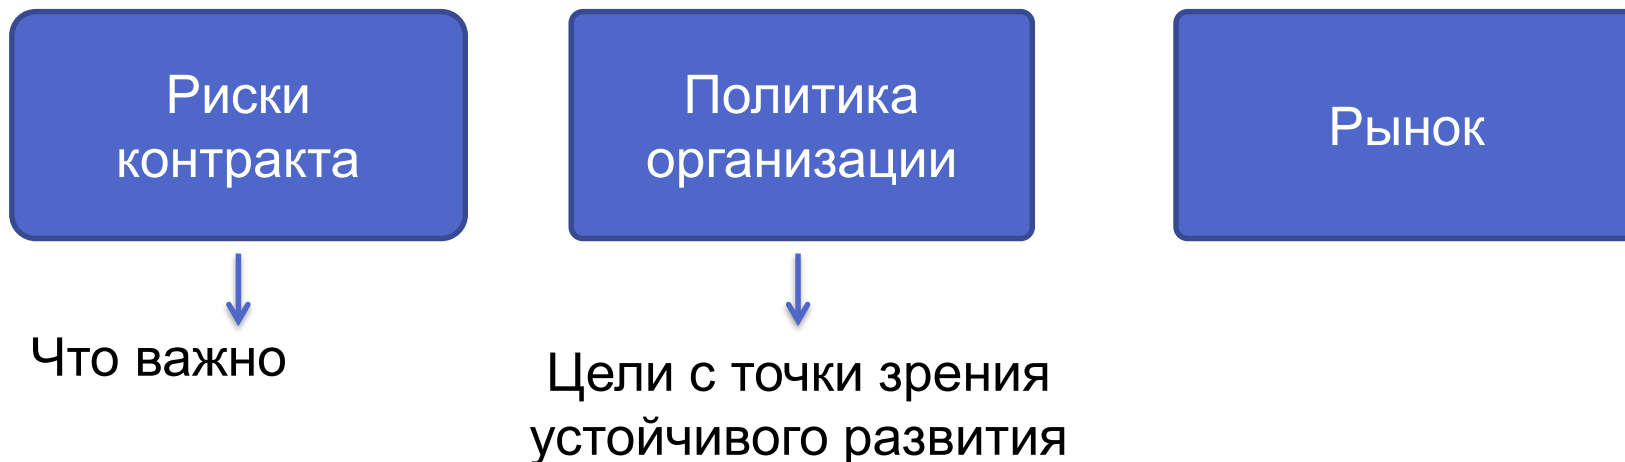 Риски
контракта
Политика
организации
Рынок
Что важно
Цели с точки зрения
устойчивого развития